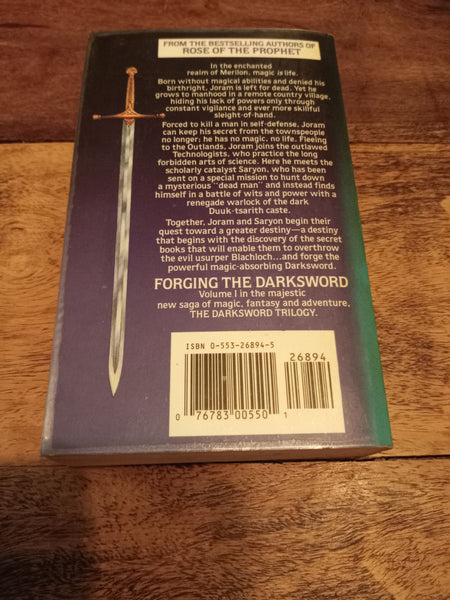 FROM THE BESTSELLING AUTHORS OF
ROSE OF THE PROPHET
In the enchanted
realm of Merilon, magic is life.
Born without magical abilities and denied his
birthright, Joram is left for dead. Yet he
grows to manhood in a remote country village,
hiding his lack of powers only through
constant vigilance and ever more skillful
sleight-of-hand.
Forced to kill a man in self-defense, Joram
can keep his secret from the townspeople
no longer: he has no magic, no life. Fleeing
to the Outlands, Joram joins the outlawed
Technologists, who practice the long
forbidden arts of science. Here he meets the
scholarly catalyst Saryon, who has been
sent on a special mission to hunt down
a mysterious "dead man" and instead finds
himself in a battle of wits and power with a
renegade warlock of the dark
Duuk-tsarith caste.
Together, Joram and Saryon begin their
quest toward a greater destiny—a destiny
that begins with the discovery of the secret
books that will enable them to overthrow
the evil usurper Blachloch...and forge the
powerful magic-absorbing Darksword.
FORGING THE DARKSWORD
Volume I in the majestic
new saga of magic, fantasy and adventure,
THE DARKSWORD TRILOGY.
ISBN 0-553-26894-5
26894
0 76783 00550 1